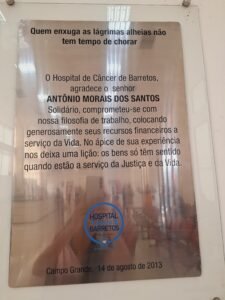 Quem enxuga as lágrimas alheias não
tem tempo de chorar
O Hospital de Câncer de Barretos,
agradece o senhor
ANTÔNIO MORAIS DOS SANTOS
Solidário, comprometeu-se com
nossa filosofia de trabalho, colocando
generosamente seus recursos financeiros a
serviço da Vida. No ápice de sua experiência
nos deixa uma lição: os bens só têm sentido
quando estão a serviço da Justiça e da Vida.
HOSPITAL
BARRETOS
Campo Grande, 14 de agosto de 2013